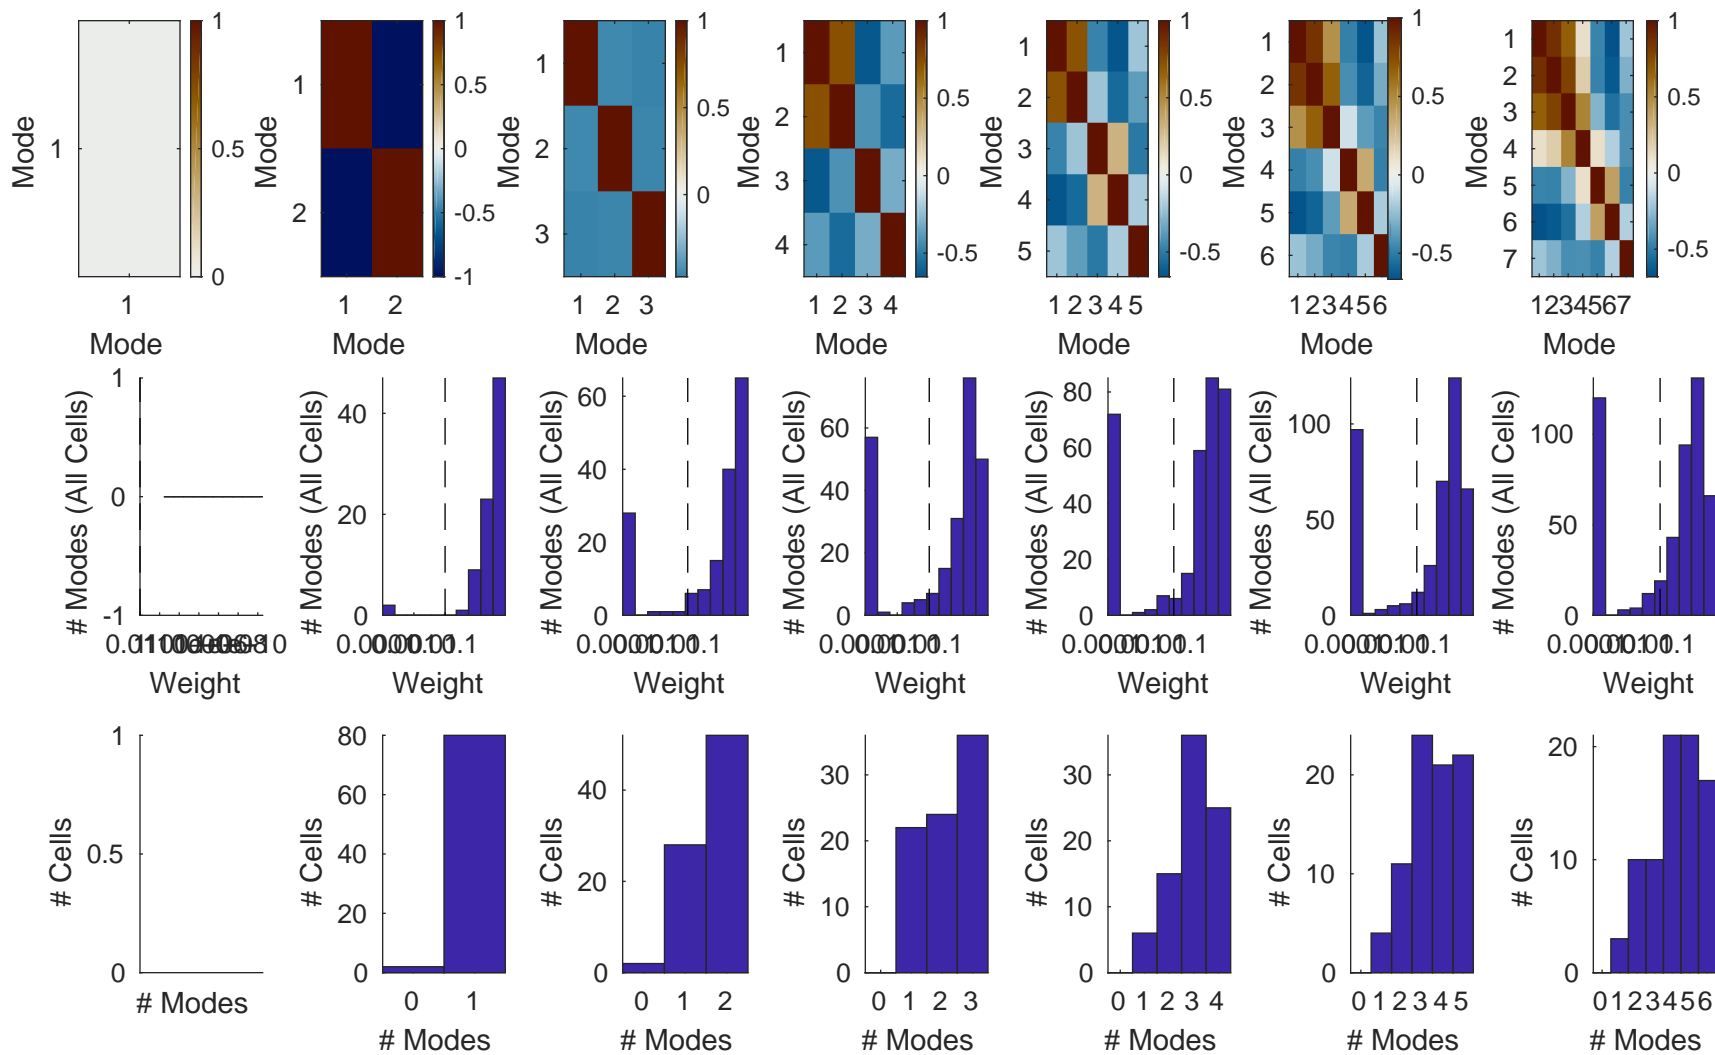 Mode
1
1
Mode
1
0.5
0
Mode
1
2
1 2
Mode
1
0.5
0
-0.5
-1
Mode
1
2
3
1 2 3
Mode
1
0.5
0
Mode
1
2
3
4
1 2 3 4
Mode
1
0.5
0
-0.5
Mode
1
2
3
4
5
1 2 3 4 5
Mode
1
0.5
0
-0.5
Mode
1
2
3
4
5
6
123456
Mode
1
0.5
0
-0.5
Mode
1
2
3
4
5
6
7
1234567
Mode
1
0.5
0
-0.5
# Modes (All Cells)
1
0
-1
Weight
# Modes (All Cells)
40
20
0
Weight
# Modes (All Cells)
60
40
20
0
Weight
# Modes (All Cells)
60
40
20
0
Weight
# Modes (All Cells)
80
60
40
20
0
Weight
# Modes (All Cells)
100
50
0
Weight
# Modes (All Cells)
100
50
0
Weight
# Cells
1
0.5
0
# Modes
# Cells
80
60
40
20
0
0 1
# Modes
# Cells
40
20
0
0 1 2
# Modes
# Cells
30
20
10
0
0 1 2 3
# Modes
# Cells
30
20
10
0
0 1 2 3 4
# Modes
# Cells
20
10
0
0 1 2 3 4 5
# Modes
# Cells
20
10
0
0 1 2 3 4 5 6
# Modes